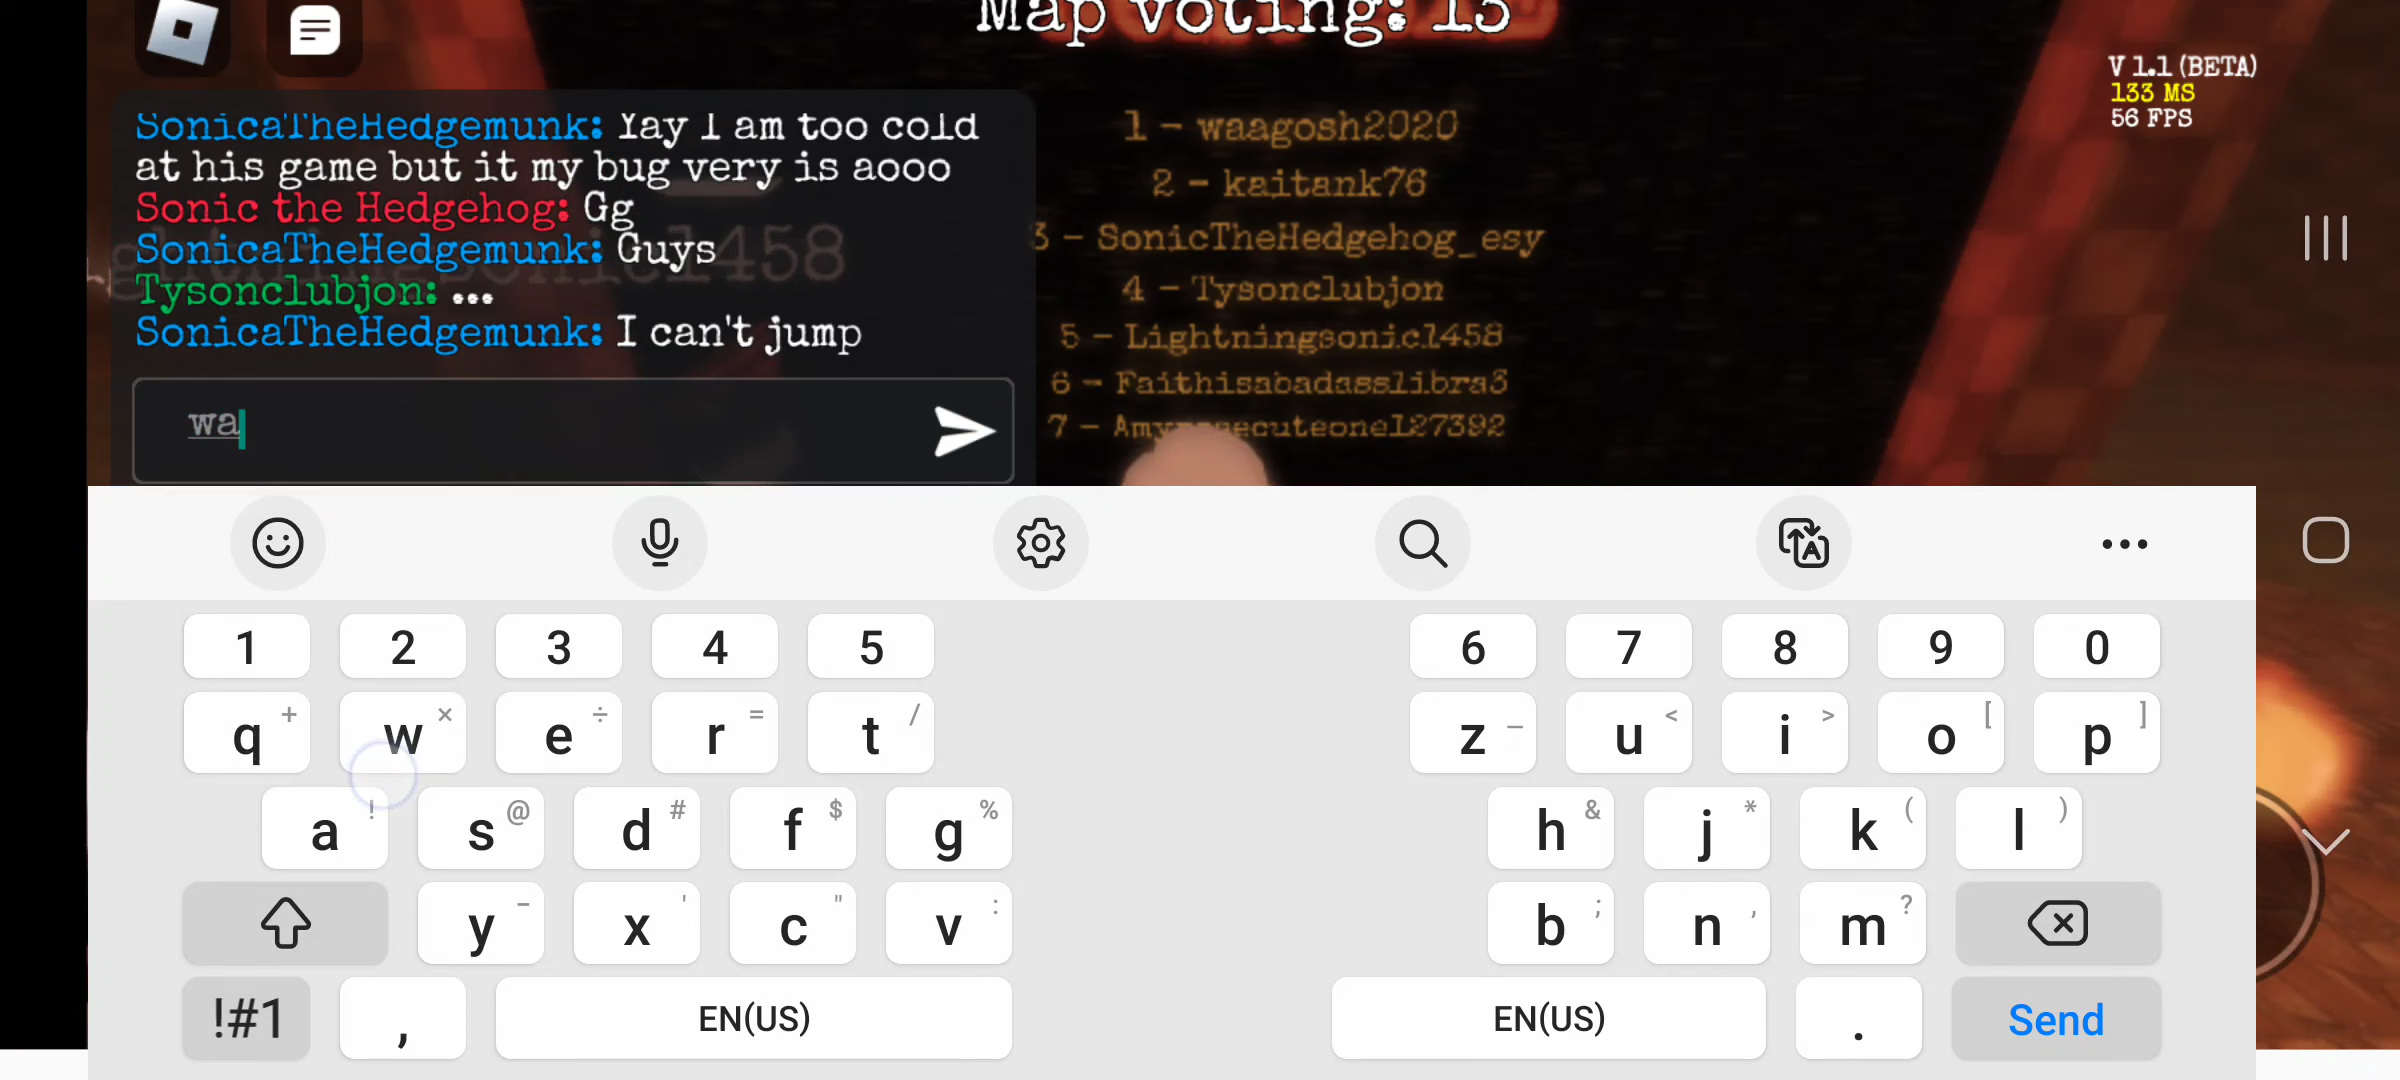 Map voting: 13
V 1.1 (BETA)
133 MS
56 FPS
SonicaTheHedgemunk: Yay I am too cold
at his game but it my bug very is aooo
Sonic the Hedgehog: Gg
SonicaTheHedgemunk: Guys
Tysonclubjon: ...
SonicaTheHedgemunk: I can't jump
wa
1 - waagosh2020
2 - kaitank76
3 - SonicTheHedgehog_esy
4 - Tysonclubjon
5 - Lightningsonic1458
6 - Faithisabadasslibra3
7 -
1 2 3 4 5 6 7 8 9 0
q + w × e ÷ r = t / z _ u < i > o [ p ]
a ! s @ d # f $ g % h & j * k ( l )
y - x ' c " v : b ; n , m ?
!#1 , EN(US) EN(US) . Send